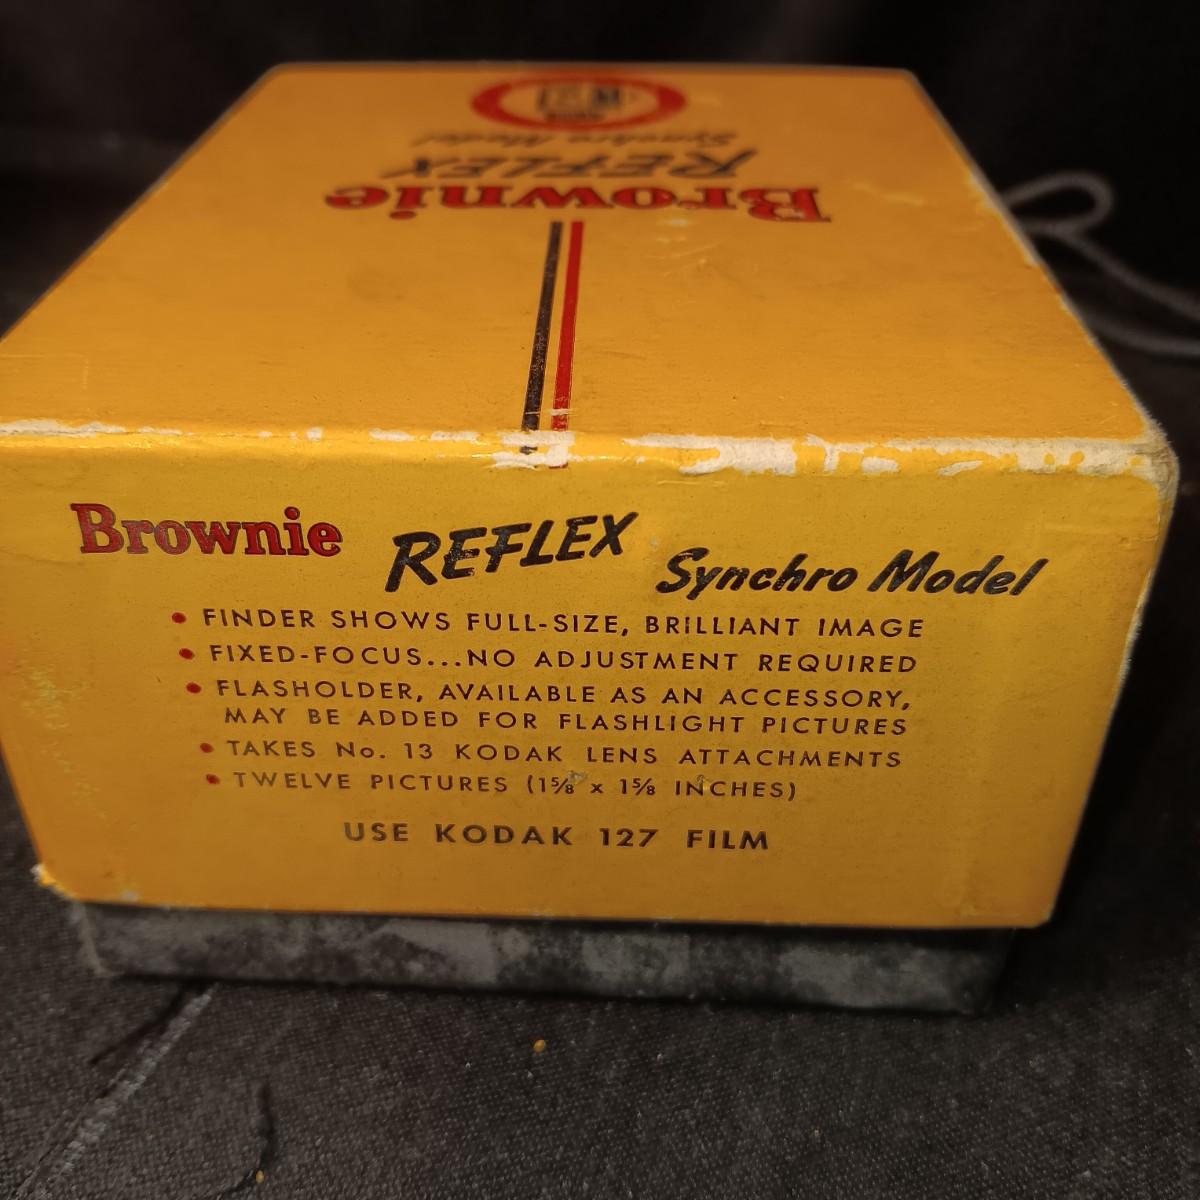 Synchro Model
REFLEX
Brownie
Brownie REFLEX Synchro Model
• FINDER SHOWS FULL-SIZE, BRILLIANT IMAGE
• FIXED-FOCUS...NO ADJUSTMENT REQUIRED
• FLASHOLDER, AVAILABLE AS AN ACCESSORY,
MAY BE ADDED FOR FLASHLIGHT PICTURES
• TAKES No. 13 KODAK LENS ATTACHMENTS
• TWELVE PICTURES (1⅝ x 1⅝ INCHES)
USE KODAK 127 FILM